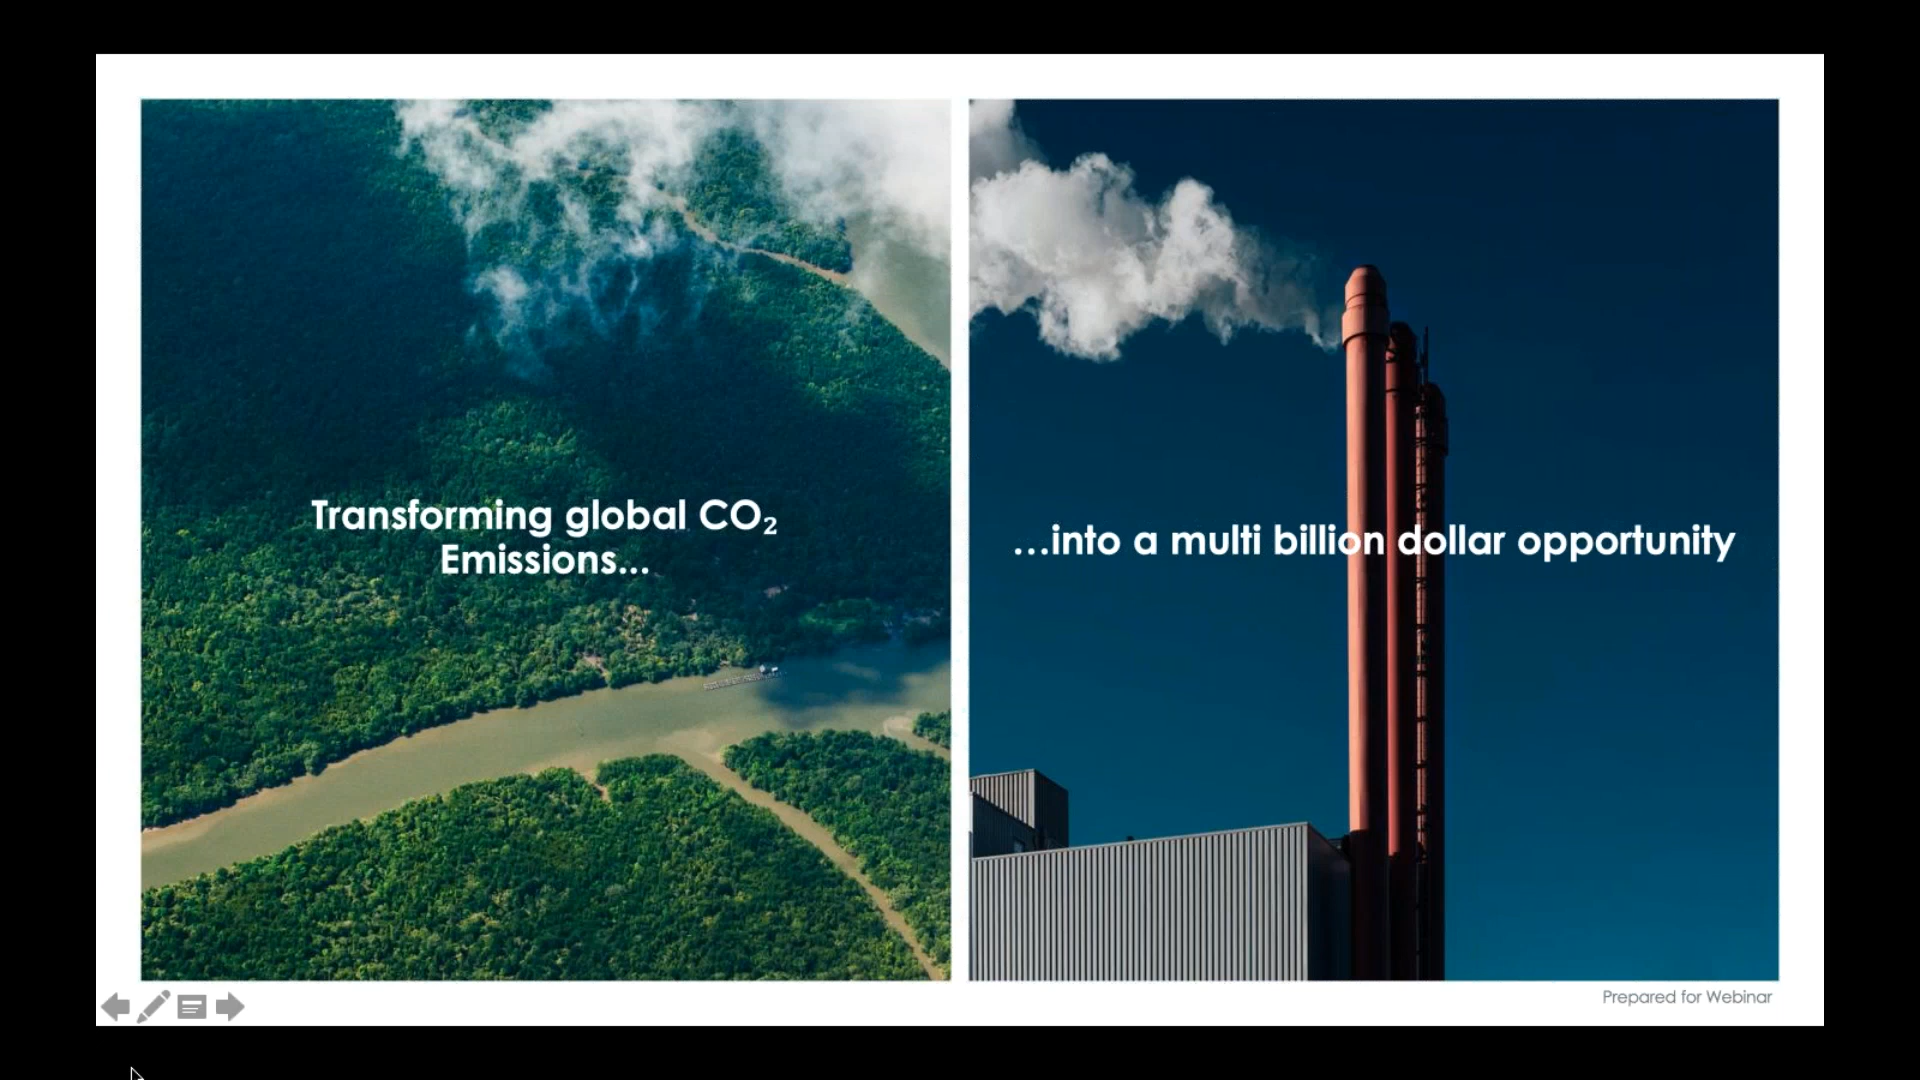 Transforming global CO₂
Emissions...
...into a multi billion dollar opportunity
Prepared for Webinar